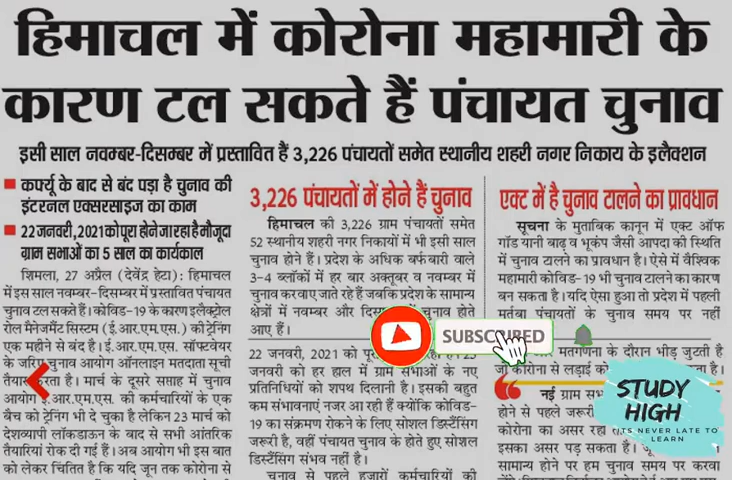 हिमाचल में कोरोना महामारी के
कारण टल सकते हैं पंचायत चुनाव
इसी साल नवम्बर-दिसम्बर में प्रस्तावित हैं 3,226 पंचायतों समेत स्थानीय शहरी नगर निकाय के इलैक्शन
कर्फ्यू के बाद से बंद पड़ा है चुनाव की
इंटरनल एक्सरसाइज का काम
22 जनवरी, 2021 को पूरा होने जा रहा है मौजूदा
ग्राम सभाओं का 5 साल का कार्यकाल
शिमला, 27 अप्रैल (देवेंद्र हेटा): हिमाचल
में इस साल नवम्बर-दिसम्बर में प्रस्तावित पंचायत
चुनाव टल सकते हैं। कोविड-19 के कारण इलैक्ट्रोल
रोल मैनेजमैंट सिस्टम (ई.आर.एम.एस.) की ट्रेनिंग
एक महीने से बंद है। ई.आर.एम.एस. सॉफ्टवेयर
के जरिए चुनाव आयोग ऑनलाइन मतदाता सूची
तैयार करता है। मार्च के दूसरे सताह में चुनाव
आयोग ई.आर.एम.एस. की कर्मचारियों के एक
बैच को ट्रेनिंग भी दे चुका है लेकिन 23 मार्च को
देशव्यापी लॉकडाऊन के बाद से सभी आंतरिक
तैयारियां रोक दी गई हैं। अब आयोग भी इस बात
को लेकर चिंतित है कि यदि जून तक कोरोना से
3,226 पंचायतों में होने हैं चुनाव
हिमाचल की 3,226 ग्राम पंचायतों समेत
52 स्थानीय शहरी नगर निकायों में भी इसी साल
चुनाव होने हैं। प्रदेश के अधिक बर्फबारी वाले
3-4 ब्लॉकों में हर बार अक्तूबर व नवम्बर में
चुनाव करवाए जाते रहे हैं जबकि प्रदेश के सामान्य
क्षेत्रों में नवम्बर और चुनाव होते
आए हैं।
22 जनवरी, 2021 को
जनवरी को हर हाल में ग्राम सभाओं के नए
प्रतिनिधियों को शपथ दिलानी है। इसकी बहुत
कम संभावनाएं नजर आ रही हैं क्योंकि कोविड-
19 का संक्रमण रोकने के लिए सोशल डिस्टैंसिंग
जरूरी है, वहीं पंचायत चुनाव के होते हुए सोशल
डिस्टैंसिंग संभव नहीं है।
चुनाव से पहले हजारों कर्मचारियों की
एक्ट में है चुनाव टालने का प्रावधान
सूचना के मुताबिक कानून में एक्ट ऑफ
गॉड यानी बाढ़ व भूकंप जैसी आपदा की स्थिति
में चुनाव टालने का प्रावधान है। ऐसे में वैश्विक
महामारी कोविड-19 भी चुनाव टालने का कारण
बन सकता है। यदि ऐसा हुआ तो प्रदेश में पहली
मर्तबा पंचायतों के चुनाव समय पर नहीं
मतगणना के दौरान भीड़ जुटती है
जो कोरोना से लड़ाई को है।
नई ग्राम
होने से पहले जरूरी
कोरोना का असर रहा
इसका असर पड़ सकता है।
सामान्य होने पर हम चुनाव समय पर करवा
SUBSCRIBED
STUDY
HIGH
ITS NEVER LATE TO
LEARN